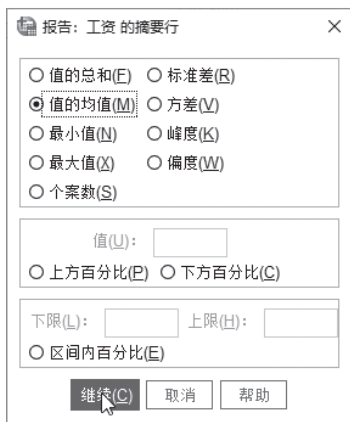 报告：工资 的摘要行
值的总和(F) 标准差(R)
值的均值(M) 方差(V)
最小值(N) 峰度(K)
最大值(X) 偏度(W)
个案数(S)
值(U)：
上方百分比(P) 下方百分比(C)
下限(L)： 上限(H)：
区间内百分比(E)
继续(C) 取消 帮助